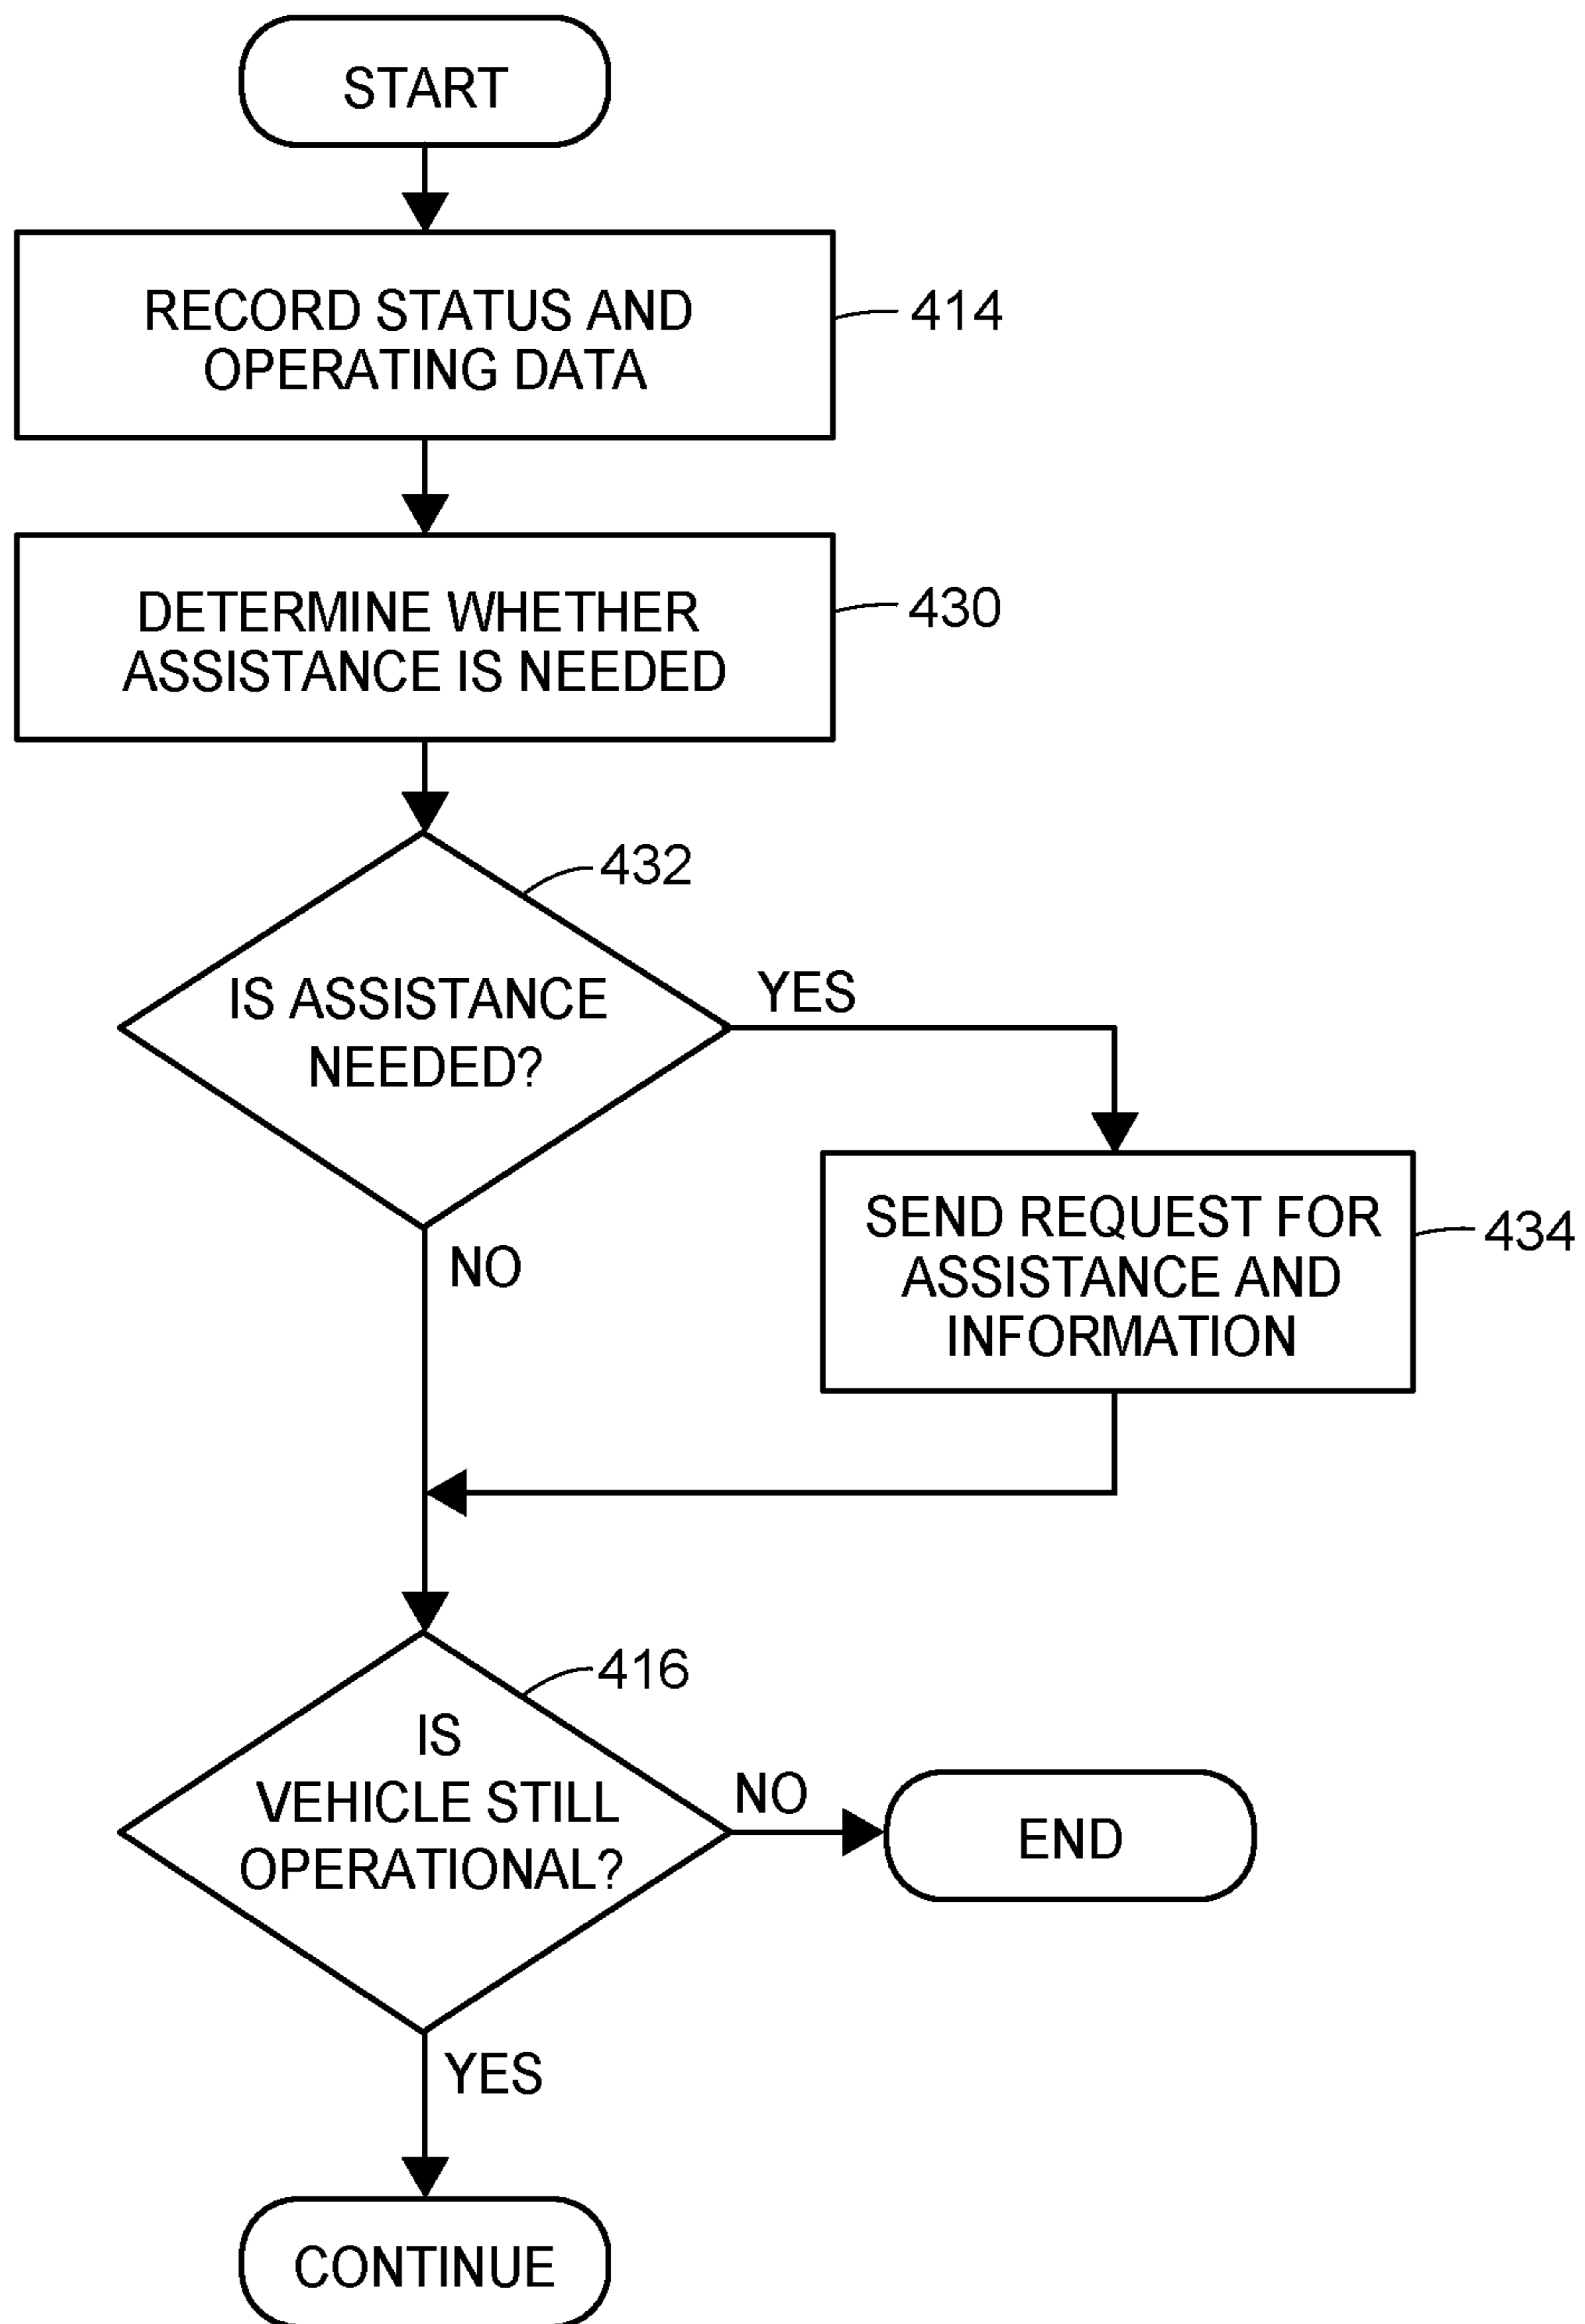 START
RECORD STATUS AND
OPERATING DATA
414
DETERMINE WHETHER
ASSISTANCE IS NEEDED
430
432
IS ASSISTANCE
NEEDED?
YES
NO
SEND REQUEST FOR
ASSISTANCE AND
INFORMATION
434
416
IS
VEHICLE STILL
OPERATIONAL?
NO
END
YES
CONTINUE